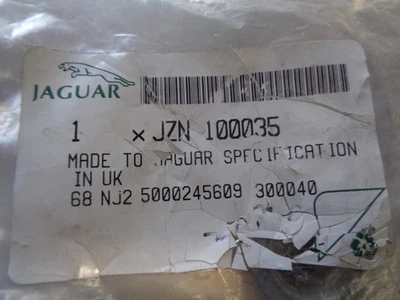 JAGUAR
1 x JZN 100035
MADE TO JAGUAR SPECIFICATION
IN UK
68 NJ2 5000245609 300040